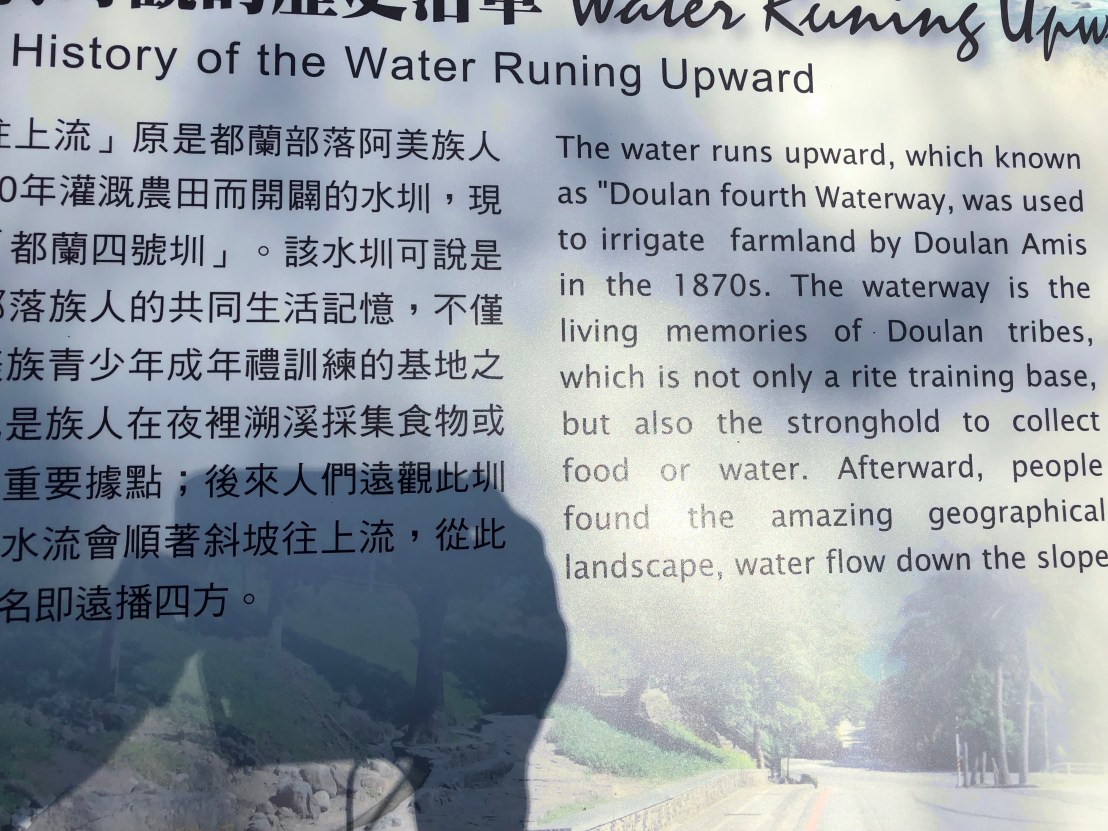 觀的歷史沿革 Water Runing Upw
History of the Water Runing Upward
往上流」原是都蘭部落阿美族人
0年灌溉農田而開闢的水圳,現
「都蘭四號圳」。該水圳可說是
部落族人的共同生活記憶,不僅
族青少年成年禮訓練的基地之
是族人在夜裡溯溪採集食物或
重要據點;後來人們遠觀此圳
水流會順著斜坡往上流,從此
名即遠播四方。
The water runs upward, which known
as "Doulan fourth Waterway, was used
to irrigate farmland by Doulan Amis
in the 1870s. The waterway is the
living memories of Doulan tribes,
which is not only a rite training base,
but also the stronghold to collect
food or water. Afterward, people
found the amazing geographical
landscape, water flow down the slope